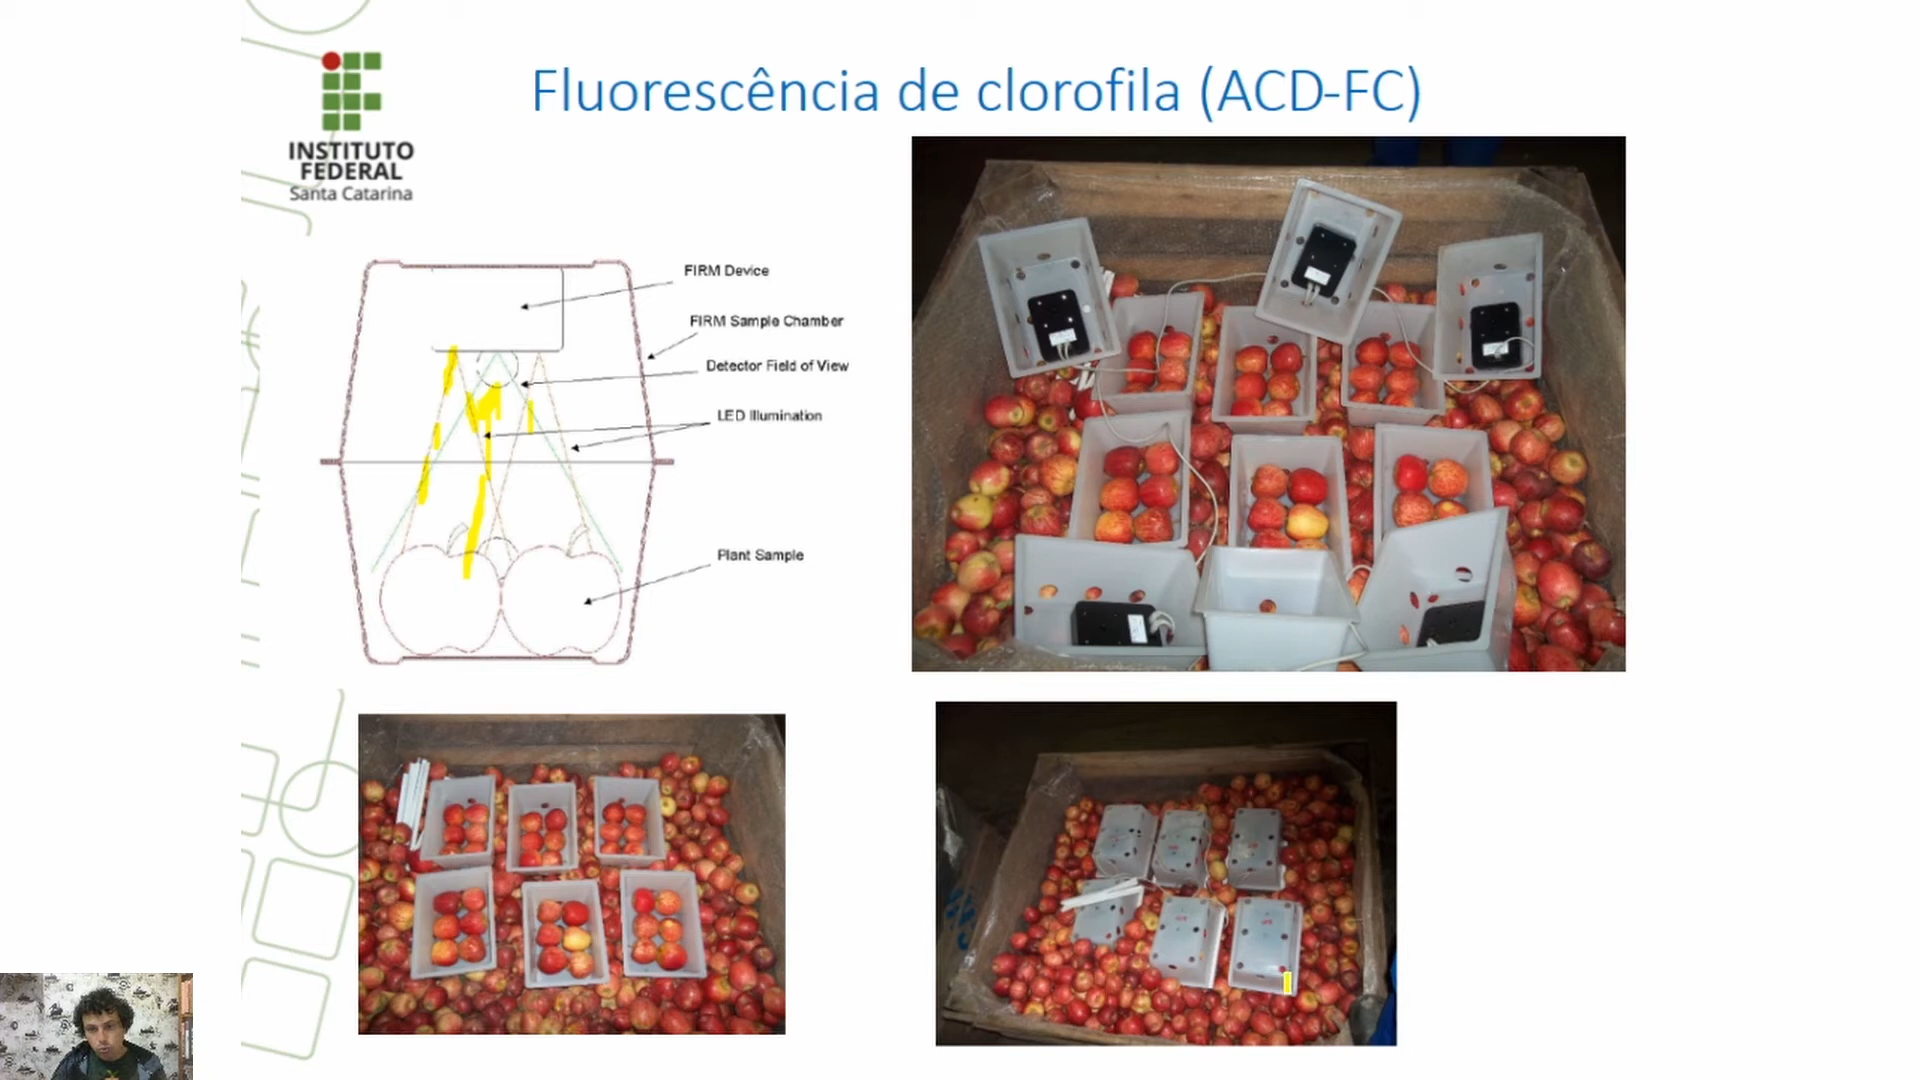 Fluorescência de clorofila (ACD-FC)
INSTITUTO
FEDERAL
Santa Catarina
FIRM Device
FIRM Sample Chamber
Detector Field of View
LED Illumination
Plant Sample